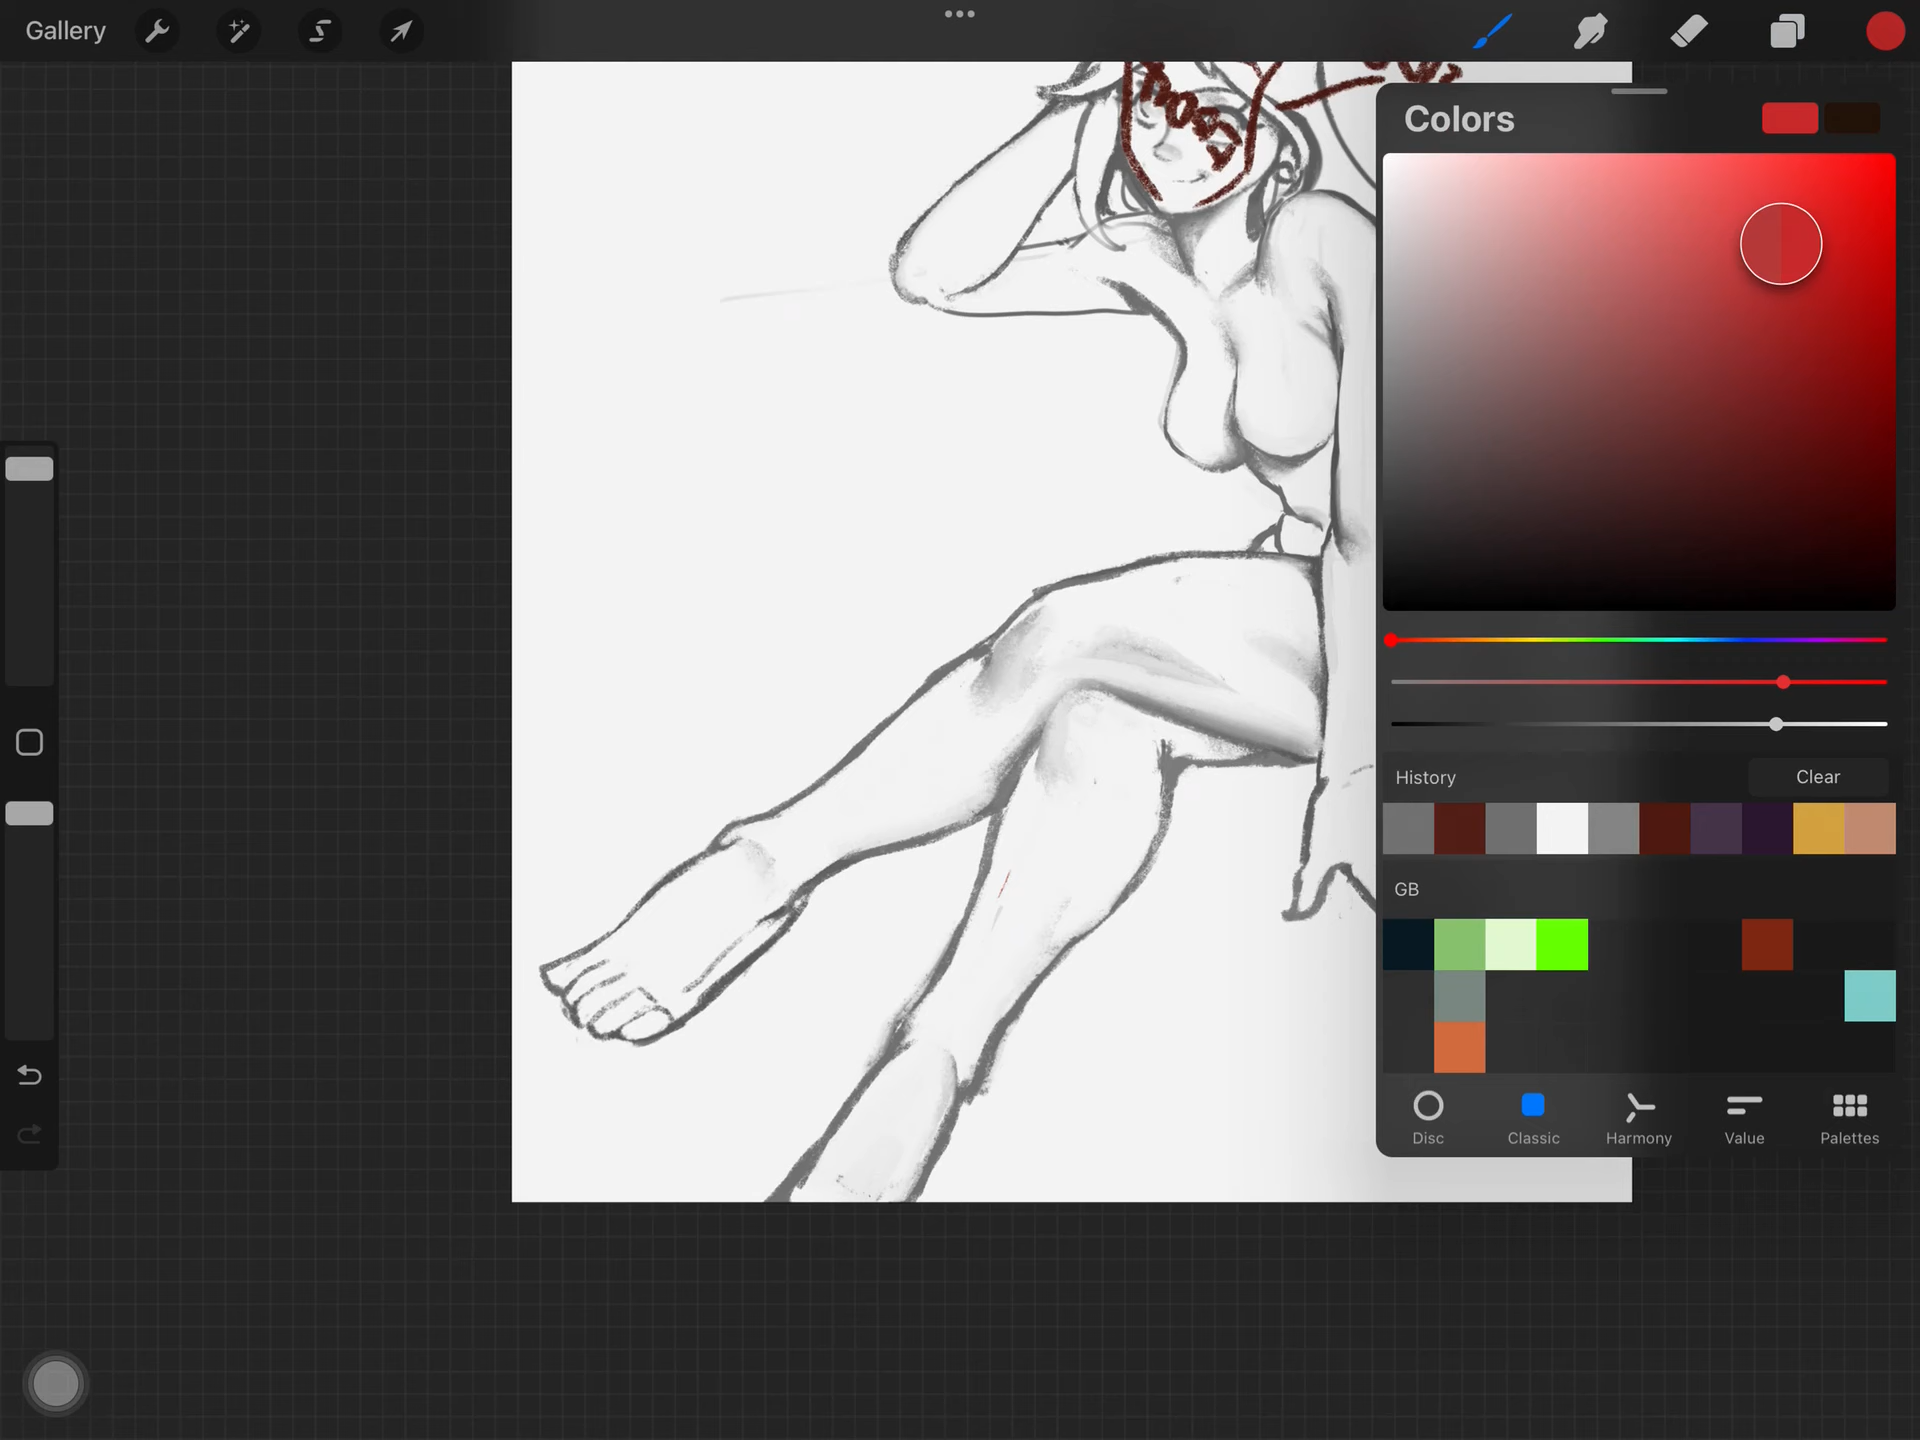 Gallery
Colors
History
Clear
GB
Disc
Classic
Harmony
Value
Palettes